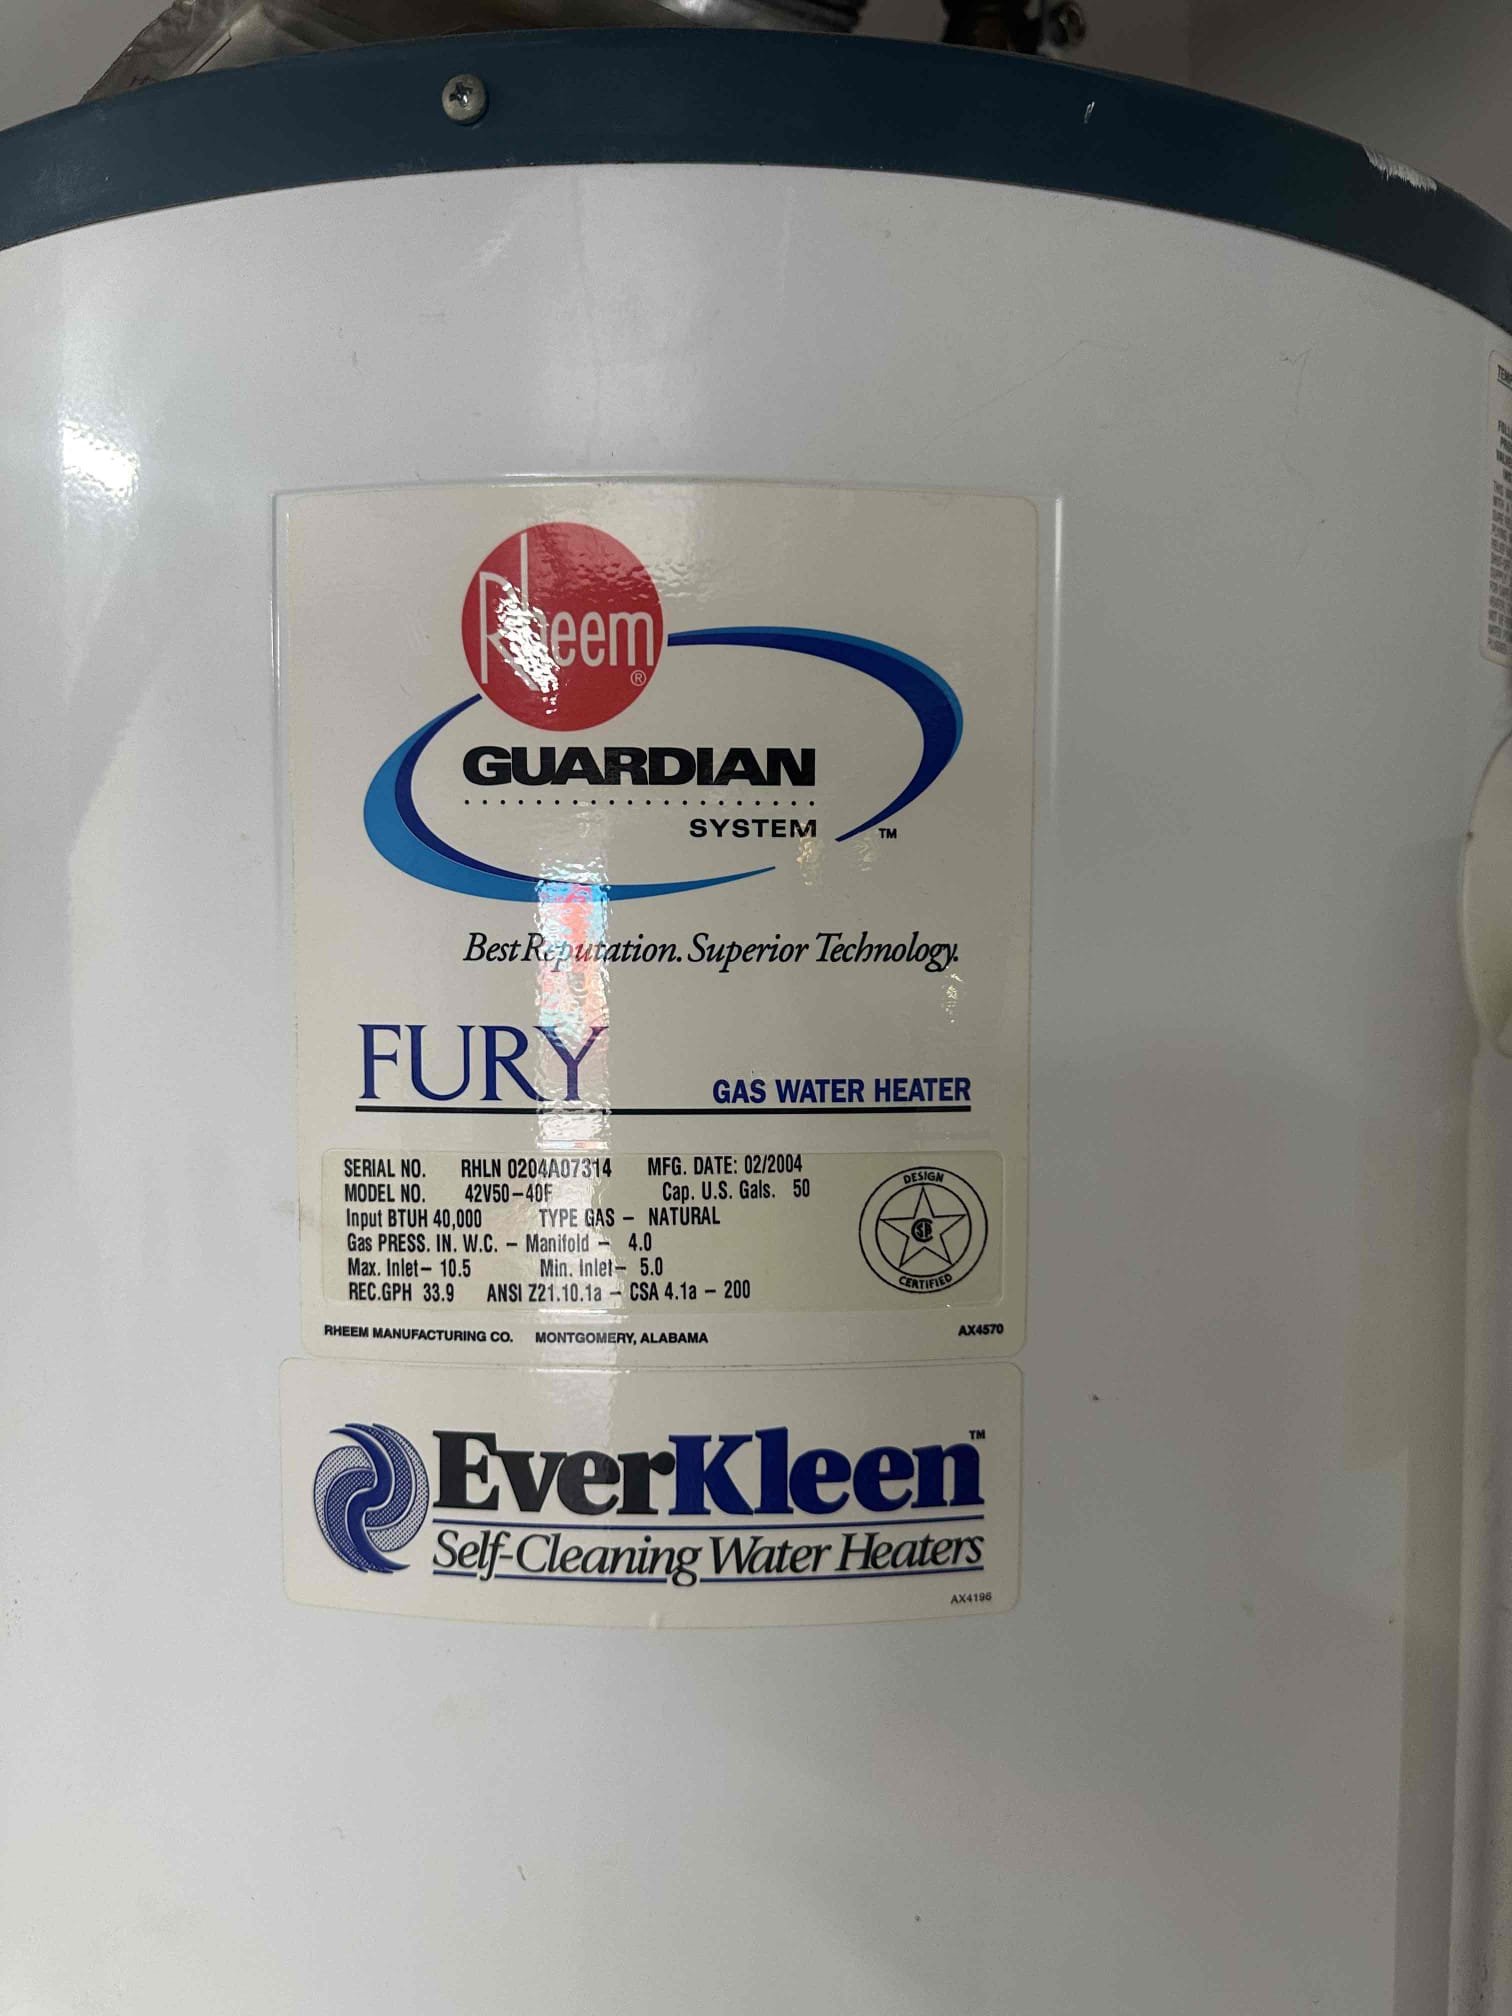 Rheem
®
GUARDIAN
SYSTEM ™
Best Reputation. Superior Technology.
FURY GAS WATER HEATER
SERIAL NO. RHLN 0204A07314 MFG. DATE: 02/2004
MODEL NO. 42V50-40F Cap. U.S. Gals. 50
Input BTUH 40,000 TYPE GAS – NATURAL
Gas PRESS. IN. W.C. – Manifold – 4.0
Max. Inlet– 10.5 Min. Inlet– 5.0
REC.GPH 33.9 ANSI Z21.10.1a – CSA 4.1a – 200
DESIGN
CERTIFIED
RHEEM MANUFACTURING CO. MONTGOMERY, ALABAMA AX4570
EverKleen™
Self-Cleaning Water Heaters
AX4196